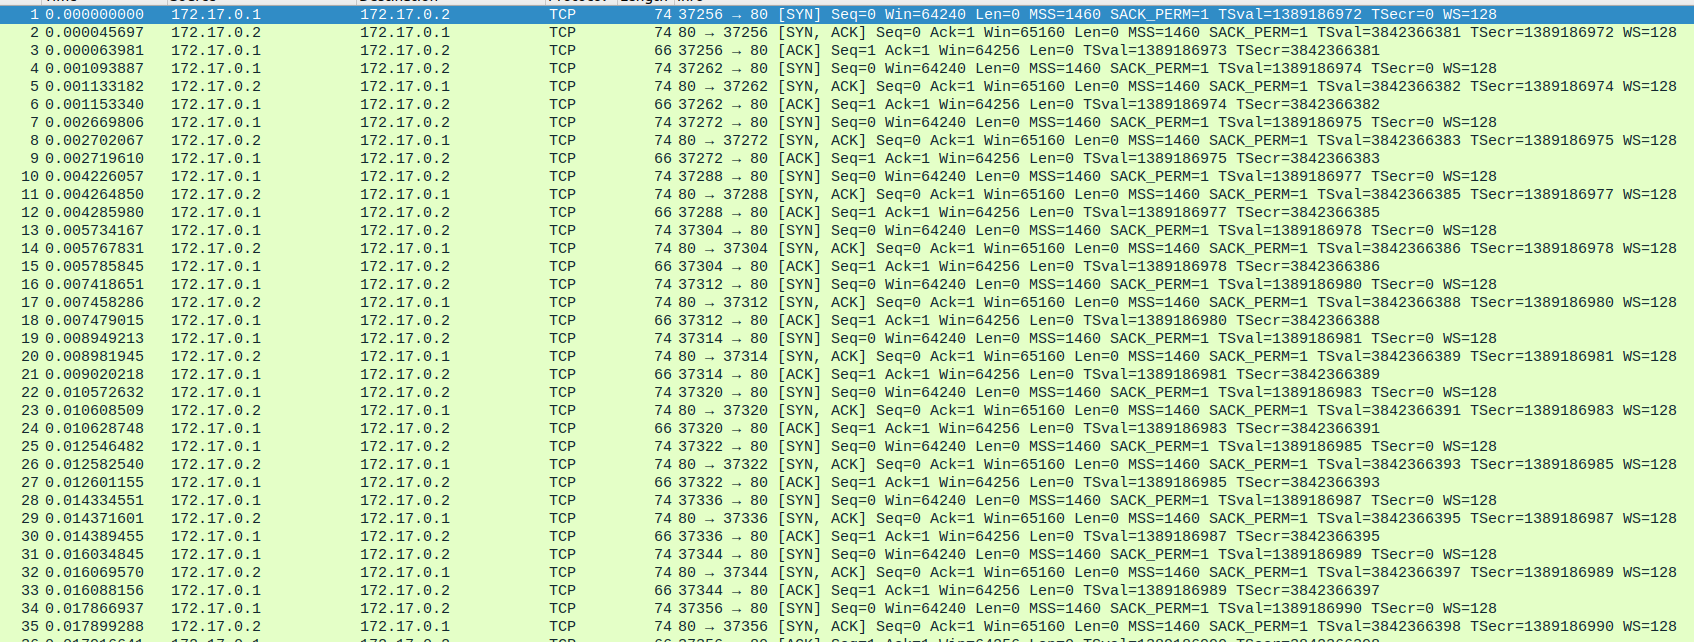 1 0.000000000 172.17.0.1 172.17.0.2 TCP 74 37256 → 80 [SYN] Seq=0 Win=64240 Len=0 MSS=1460 SACK_PERM=1 TSval=1389186972 TSecr=0 WS=128
2 0.000045697 172.17.0.2 172.17.0.1 TCP 74 80 → 37256 [SYN, ACK] Seq=0 Ack=1 Win=65160 Len=0 MSS=1460 SACK_PERM=1 TSval=3842366381 TSecr=1389186972 WS=128
3 0.000063981 172.17.0.1 172.17.0.2 TCP 66 37256 → 80 [ACK] Seq=1 Ack=1 Win=64256 Len=0 TSval=1389186973 TSecr=3842366381
4 0.001093887 172.17.0.1 172.17.0.2 TCP 74 37262 → 80 [SYN] Seq=0 Win=64240 Len=0 MSS=1460 SACK_PERM=1 TSval=1389186974 TSecr=0 WS=128
5 0.001133182 172.17.0.2 172.17.0.1 TCP 74 80 → 37262 [SYN, ACK] Seq=0 Ack=1 Win=65160 Len=0 MSS=1460 SACK_PERM=1 TSval=3842366382 TSecr=1389186974 WS=128
6 0.001153340 172.17.0.1 172.17.0.2 TCP 66 37262 → 80 [ACK] Seq=1 Ack=1 Win=64256 Len=0 TSval=1389186974 TSecr=3842366382
7 0.002669806 172.17.0.1 172.17.0.2 TCP 74 37272 → 80 [SYN] Seq=0 Win=64240 Len=0 MSS=1460 SACK_PERM=1 TSval=1389186975 TSecr=0 WS=128
8 0.002702067 172.17.0.2 172.17.0.1 TCP 74 80 → 37272 [SYN, ACK] Seq=0 Ack=1 Win=65160 Len=0 MSS=1460 SACK_PERM=1 TSval=3842366383 TSecr=1389186975 WS=128
9 0.002719610 172.17.0.1 172.17.0.2 TCP 66 37272 → 80 [ACK] Seq=1 Ack=1 Win=64256 Len=0 TSval=1389186975 TSecr=3842366383
10 0.004226057 172.17.0.1 172.17.0.2 TCP 74 37288 → 80 [SYN] Seq=0 Win=64240 Len=0 MSS=1460 SACK_PERM=1 TSval=1389186977 TSecr=0 WS=128
11 0.004264850 172.17.0.2 172.17.0.1 TCP 74 80 → 37288 [SYN, ACK] Seq=0 Ack=1 Win=65160 Len=0 MSS=1460 SACK_PERM=1 TSval=3842366385 TSecr=1389186977 WS=128
12 0.004285980 172.17.0.1 172.17.0.2 TCP 66 37288 → 80 [ACK] Seq=1 Ack=1 Win=64256 Len=0 TSval=1389186977 TSecr=3842366385
13 0.005734167 172.17.0.1 172.17.0.2 TCP 74 37304 → 80 [SYN] Seq=0 Win=64240 Len=0 MSS=1460 SACK_PERM=1 TSval=1389186978 TSecr=0 WS=128
14 0.005767831 172.17.0.2 172.17.0.1 TCP 74 80 → 37304 [SYN, ACK] Seq=0 Ack=1 Win=65160 Len=0 MSS=1460 SACK_PERM=1 TSval=3842366386 TSecr=1389186978 WS=128
15 0.005785845 172.17.0.1 172.17.0.2 TCP 66 37304 → 80 [ACK] Seq=1 Ack=1 Win=64256 Len=0 TSval=1389186978 TSecr=3842366386
16 0.007418651 172.17.0.1 172.17.0.2 TCP 74 37312 → 80 [SYN] Seq=0 Win=64240 Len=0 MSS=1460 SACK_PERM=1 TSval=1389186980 TSecr=0 WS=128
17 0.007458286 172.17.0.2 172.17.0.1 TCP 74 80 → 37312 [SYN, ACK] Seq=0 Ack=1 Win=65160 Len=0 MSS=1460 SACK_PERM=1 TSval=3842366388 TSecr=1389186980 WS=128
18 0.007479015 172.17.0.1 172.17.0.2 TCP 66 37312 → 80 [ACK] Seq=1 Ack=1 Win=64256 Len=0 TSval=1389186980 TSecr=3842366388
19 0.008949213 172.17.0.1 172.17.0.2 TCP 74 37314 → 80 [SYN] Seq=0 Win=64240 Len=0 MSS=1460 SACK_PERM=1 TSval=1389186981 TSecr=0 WS=128
20 0.008981945 172.17.0.2 172.17.0.1 TCP 74 80 → 37314 [SYN, ACK] Seq=0 Ack=1 Win=65160 Len=0 MSS=1460 SACK_PERM=1 TSval=3842366389 TSecr=1389186981 WS=128
21 0.009020218 172.17.0.1 172.17.0.2 TCP 66 37314 → 80 [ACK] Seq=1 Ack=1 Win=64256 Len=0 TSval=1389186981 TSecr=3842366389
22 0.010572632 172.17.0.1 172.17.0.2 TCP 74 37320 → 80 [SYN] Seq=0 Win=64240 Len=0 MSS=1460 SACK_PERM=1 TSval=1389186983 TSecr=0 WS=128
23 0.010608509 172.17.0.2 172.17.0.1 TCP 74 80 → 37320 [SYN, ACK] Seq=0 Ack=1 Win=65160 Len=0 MSS=1460 SACK_PERM=1 TSval=3842366391 TSecr=1389186983 WS=128
24 0.010628748 172.17.0.1 172.17.0.2 TCP 66 37320 → 80 [ACK] Seq=1 Ack=1 Win=64256 Len=0 TSval=1389186983 TSecr=3842366391
25 0.012546482 172.17.0.1 172.17.0.2 TCP 74 37322 → 80 [SYN] Seq=0 Win=64240 Len=0 MSS=1460 SACK_PERM=1 TSval=1389186985 TSecr=0 WS=128
26 0.012582540 172.17.0.2 172.17.0.1 TCP 74 80 → 37322 [SYN, ACK] Seq=0 Ack=1 Win=65160 Len=0 MSS=1460 SACK_PERM=1 TSval=3842366393 TSecr=1389186985 WS=128
27 0.012601155 172.17.0.1 172.17.0.2 TCP 66 37322 → 80 [ACK] Seq=1 Ack=1 Win=64256 Len=0 TSval=1389186985 TSecr=3842366393
28 0.014334551 172.17.0.1 172.17.0.2 TCP 74 37336 → 80 [SYN] Seq=0 Win=64240 Len=0 MSS=1460 SACK_PERM=1 TSval=1389186987 TSecr=0 WS=128
29 0.014371601 172.17.0.2 172.17.0.1 TCP 74 80 → 37336 [SYN, ACK] Seq=0 Ack=1 Win=65160 Len=0 MSS=1460 SACK_PERM=1 TSval=3842366395 TSecr=1389186987 WS=128
30 0.014389455 172.17.0.1 172.17.0.2 TCP 66 37336 → 80 [ACK] Seq=1 Ack=1 Win=64256 Len=0 TSval=1389186987 TSecr=3842366395
31 0.016034845 172.17.0.1 172.17.0.2 TCP 74 37344 → 80 [SYN] Seq=0 Win=64240 Len=0 MSS=1460 SACK_PERM=1 TSval=1389186989 TSecr=0 WS=128
32 0.016069570 172.17.0.2 172.17.0.1 TCP 74 80 → 37344 [SYN, ACK] Seq=0 Ack=1 Win=65160 Len=0 MSS=1460 SACK_PERM=1 TSval=3842366397 TSecr=1389186989 WS=128
33 0.016088156 172.17.0.1 172.17.0.2 TCP 66 37344 → 80 [ACK] Seq=1 Ack=1 Win=64256 Len=0 TSval=1389186989 TSecr=3842366397
34 0.017866937 172.17.0.1 172.17.0.2 TCP 74 37356 → 80 [SYN] Seq=0 Win=64240 Len=0 MSS=1460 SACK_PERM=1 TSval=1389186990 TSecr=0 WS=128
35 0.017899288 172.17.0.2 172.17.0.1 TCP 74 80 → 37356 [SYN, ACK] Seq=0 Ack=1 Win=65160 Len=0 MSS=1460 SACK_PERM=1 TSval=3842366398 TSecr=1389186990 WS=128